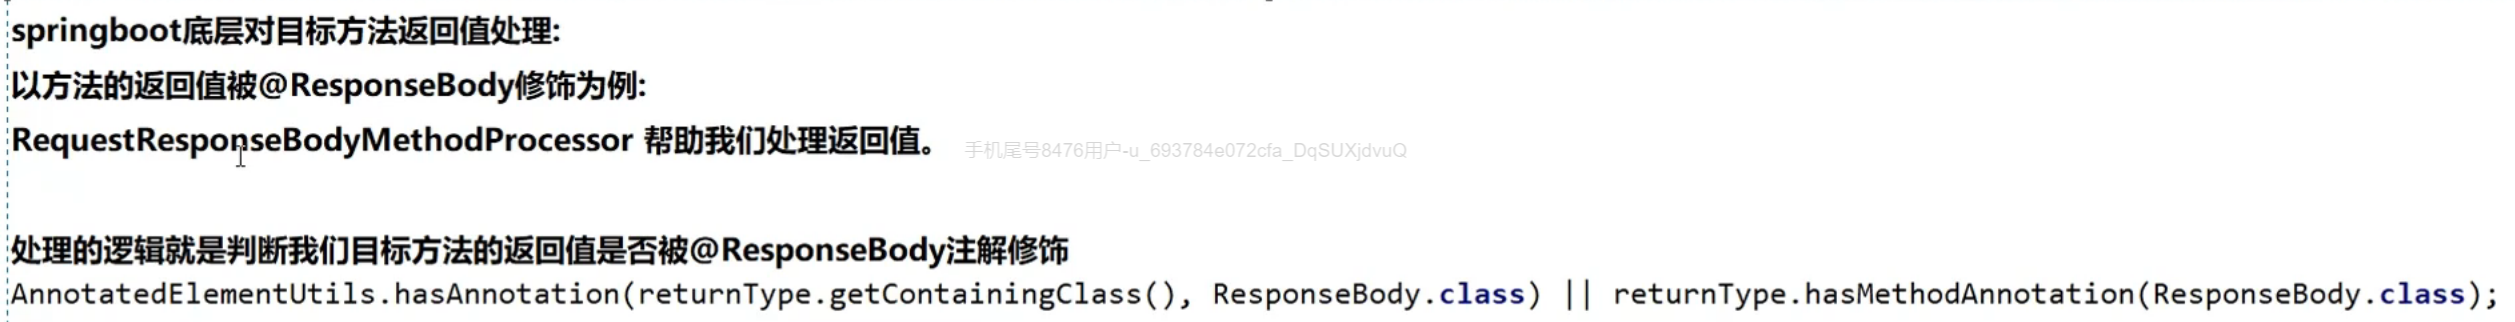 springboot底层对目标方法返回值处理:
以方法的返回值被@ResponseBody修饰为例:
RequestResponseBodyMethodProcessor 帮助我们处理返回值。
手机尾号8476用户-u_693784e072cfa_DqSUXjdvuQ
处理的逻辑就是判断我们目标方法的返回值是否被@ResponseBody注解修饰
AnnotatedElementUtils.hasAnnotation(returnType.getContainingClass(), ResponseBody.class) || returnType.hasMethodAnnotation(ResponseBody.class);